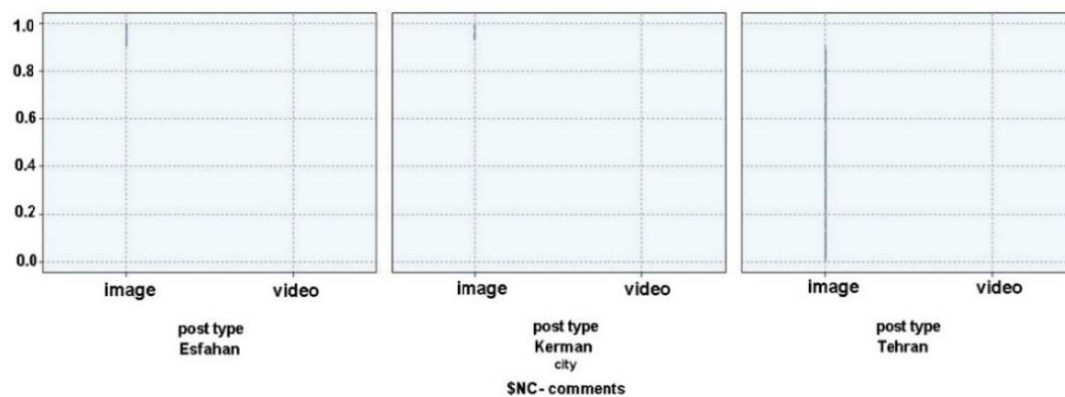 1.0
0.8
0.6
0.4
0.2
0.0
image video image video image video
post type post type post type
Esfahan Kerman Tehran
city
$NC- comments